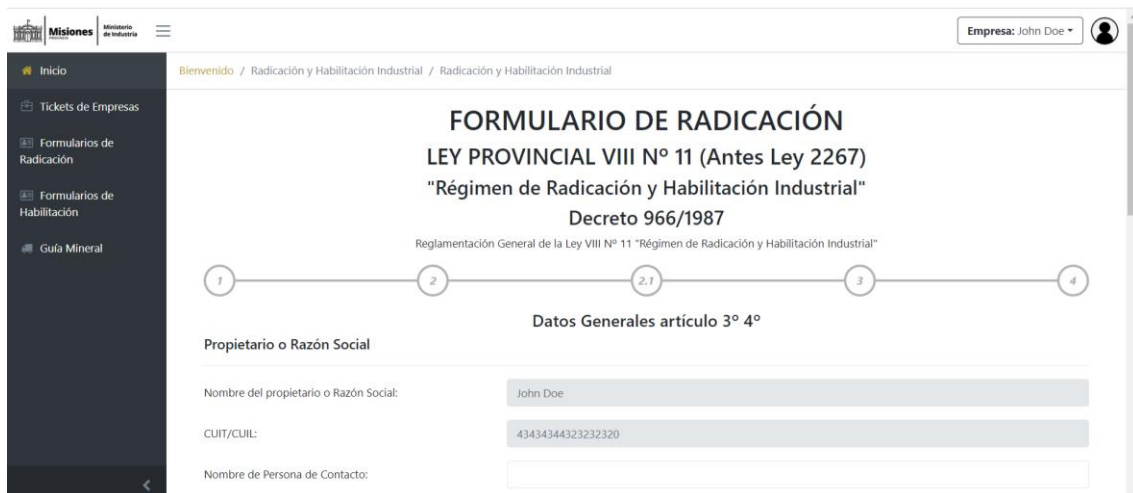 Misiones
PROVINCIA
Ministerio
de Industria
Empresa: John Doe
Inicio
Bienvenido / Radicación y Habilitación Industrial / Radicación y Habilitación Industrial
Tickets de Empresas
Formularios de
Radicación
Formularios de
Habilitación
Guía Mineral
FORMULARIO DE RADICACIÓN
LEY PROVINCIAL VIII Nº 11 (Antes Ley 2267)
"Régimen de Radicación y Habilitación Industrial"
Decreto 966/1987
Reglamentación General de la Ley VIII Nº 11 "Régimen de Radicación y Habilitación Industrial"
1 2 2.1 3 4
Datos Generales artículo 3º 4º
Propietario o Razón Social
Nombre del propietario o Razón Social: John Doe
CUIT/CUIL: 43434344323232320
Nombre de Persona de Contacto: